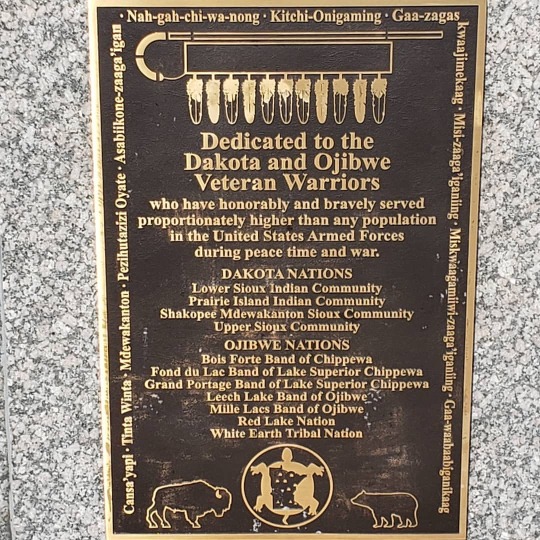 · Nah-gah-chi-wa-nong · Kitchi-Onigaming · Gaa-zagas
kwaajimekaag · Misi-zaaga'iganiing · Miskwaagamiiwi-zaaga'iganiing · Gaa-waabaabiganikaag
Cansa'yapi · Tinta Winta · Mdewakanton · Pezihutazizi Oyate · Asabiikone-zaaga'igan
Dedicated to the
Dakota and Ojibwe
Veteran Warriors
who have honorably and bravely served
proportionately higher than any population
in the United States Armed Forces
during peace time and war.
DAKOTA NATIONS
Lower Sioux Indian Community
Prairie Island Indian Community
Shakopee Mdewakanton Sioux Community
Upper Sioux Community
OJIBWE NATIONS
Bois Forte Band of Chippewa
Fond du Lac Band of Lake Superior Chippewa
Grand Portage Band of Lake Superior Chippewa
Leech Lake Band of Ojibwe
Mille Lacs Band of Ojibwe
Red Lake Nation
White Earth Tribal Nation